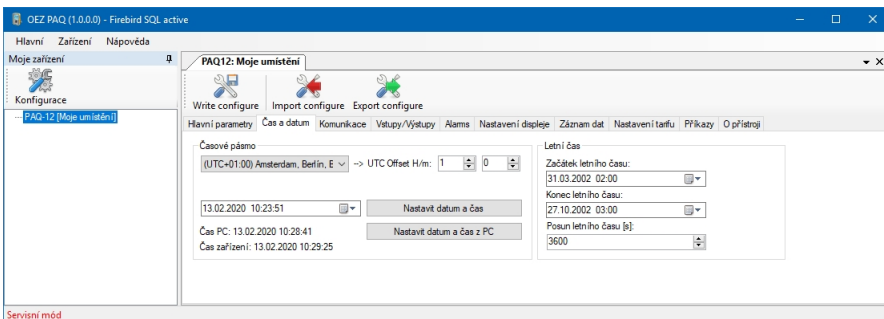 OEZ PAQ (1.0.0.0) - Firebird SQL active
Hlavní Zařízení Nápověda
Moje zařízení
PAQ12: Moje umístění
Konfigurace
Write configure Import configure Export configure
PAQ-12 [Moje umístění]
Hlavní parametry Čas a datum Komunikace Vstupy/Výstupy Alarms Nastavení displeje Záznam dat Nastavení tarifu Příkazy O přístroji
Časové pásmo
(UTC+01:00) Amsterdam, Berlín, B --> UTC Offset H/m: 1 0
13.02.2020 10:23:51 Nastavit datum a čas
Čas PC: 13.02.2020 10:28:41 Nastavit datum a čas z PC
Čas zařízení: 13.02.2020 10:29:25
Letní čas
Začátek letního času:
31.03.2002 02:00
Konec letního času:
27.10.2002 03:00
Posun letního času [s]:
3600
Servisní mód